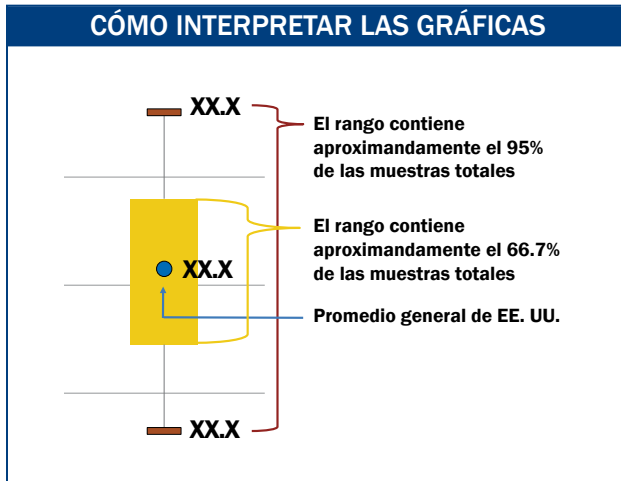 CÓMO INTERPRETAR LAS GRÁFICAS
XX.X
El rango contiene
aproximandamente el 95%
de las muestras totales
El rango contiene
aproximandamente el 66.7%
de las muestras totales
XX.X
Promedio general de EE. UU.
XX.X